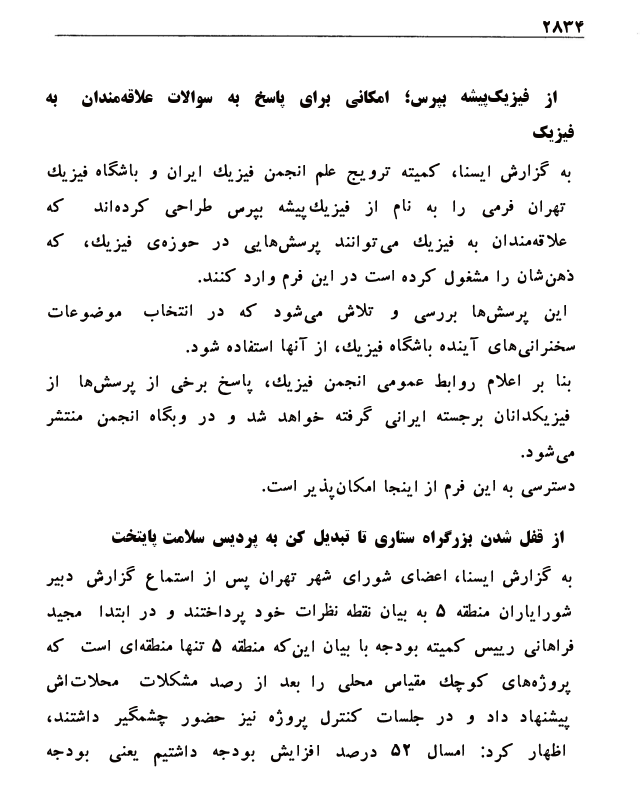 ۲۸۳۴
از فیزیک‌پیشه بپرس؛ امکانی برای پاسخ به سوالات علاقه‌مندان به
فیزیک
به گزارش ایسنا، کمیته ترویج علم انجمن فیزیك ایران و باشگاه فیزیك
تهران فرمی را به نام از فیزیك‌پیشه بپرس طراحی کرده‌اند که
علاقه‌مندان به فیزیك می‌توانند پرسش‌هایی در حوزه‌ی فیزیك، که
ذهن‌شان را مشغول کرده است در این فرم وارد کنند.
این پرسش‌ها بررسی و تلاش می‌شود که در انتخاب موضوعات
سخنرانی‌های آینده باشگاه فیزیك، از آنها استفاده شود.
بنا بر اعلام روابط عمومی انجمن فیزیك، پاسخ برخی از پرسش‌ها از
فیزیکدانان برجسته ایرانی گرفته خواهد شد و در وبگاه انجمن منتشر
می‌شود.
دسترسی به این فرم از اینجا امکان‌پذیر است.
از قفل شدن بزرگراه ستاری تا تبدیل کن به پردیس سلامت پایتخت
به گزارش ایسنا، اعضای شورای شهر تهران پس از استماع گزارش دبیر
شورایاران منطقه ۵ به بیان نقطه نظرات خود پرداختند و در ابتدا مجید
فراهانی رییس کمیته بودجه با بیان این‌که منطقه ۵ تنها منطقه‌ای است که
پروژه‌های کوچك مقیاس محلی را بعد از رصد مشکلات محلات‌اش
پیشنهاد داد و در جلسات کنترل پروژه نیز حضور چشمگیر داشتند،
اظهار کرد: امسال ۵۲ درصد افزایش بودجه داشتیم یعنی بودجه